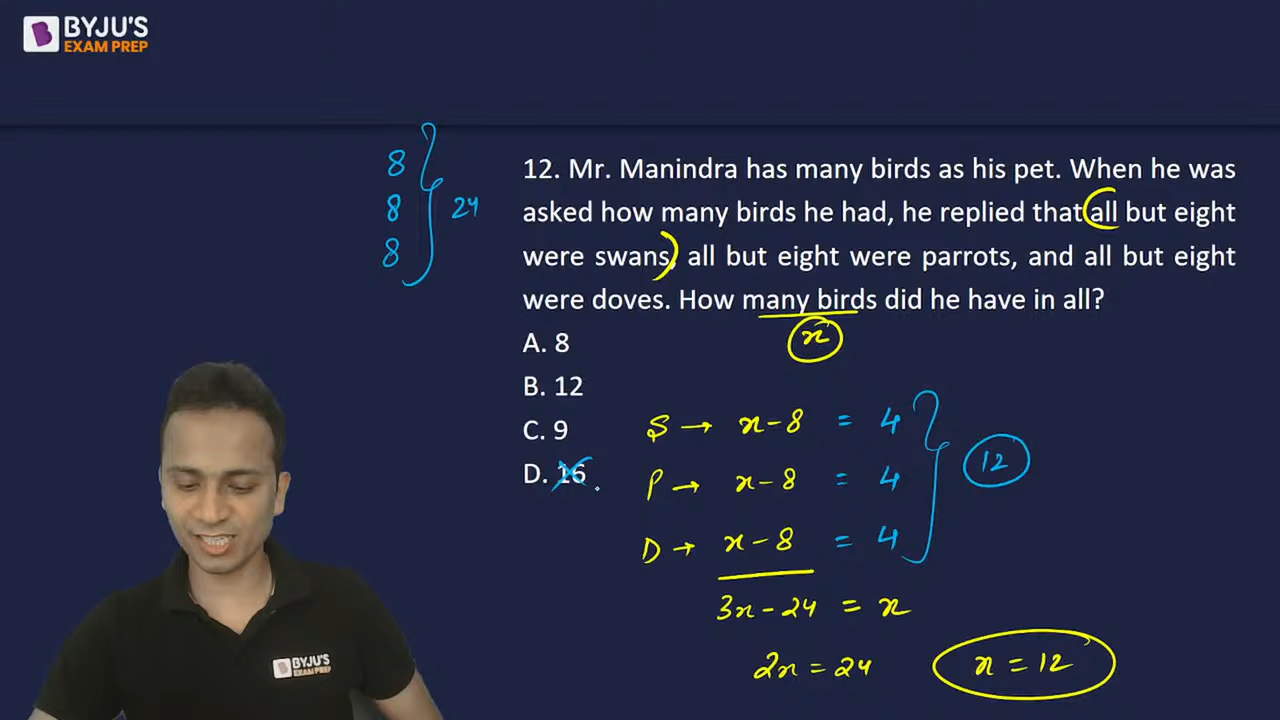 BYJU'S
EXAM PREP
8
8
8
24
12. Mr. Manindra has many birds as his pet. When he was
asked how many birds he had, he replied that all but eight
were swans, all but eight were parrots, and all but eight
were doves. How many birds did he have in all?
x
A. 8
B. 12
C. 9
D. 16
S → x-8 = 4
P → x-8 = 4
D → x-8 = 4
12
3x-24 = x
2x = 24
x = 12
BYJU'S
EXAM PREP